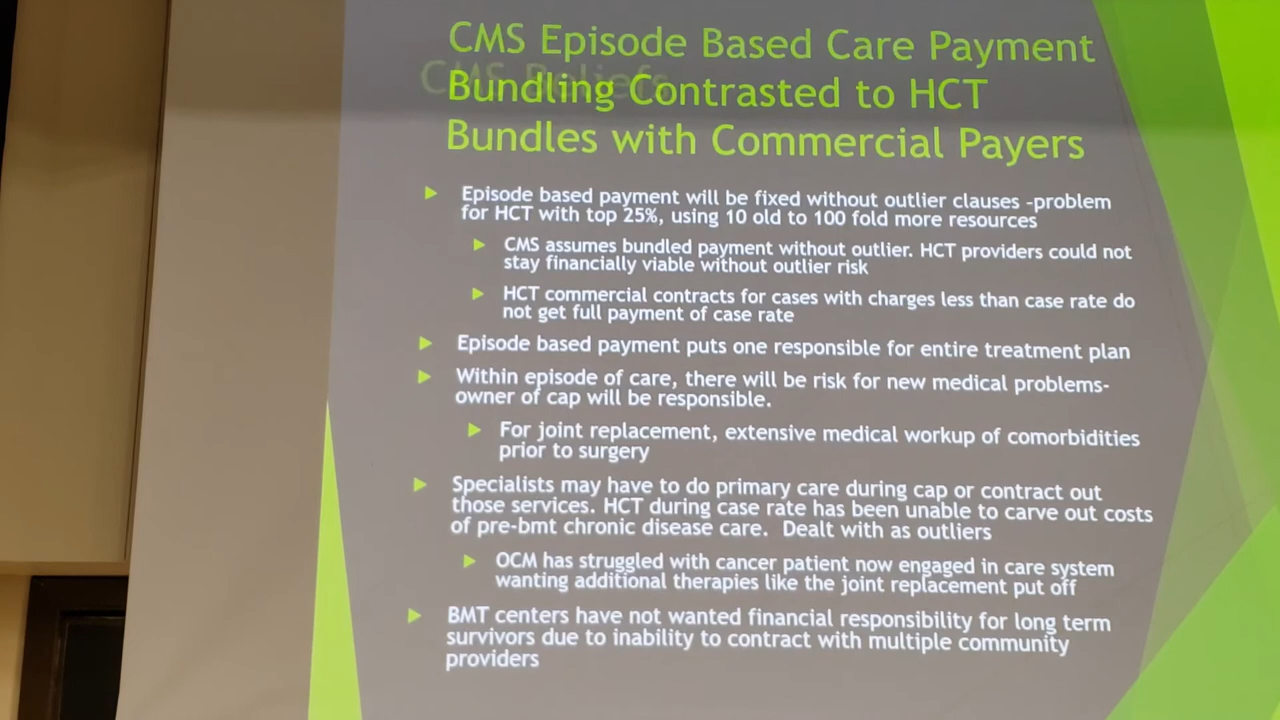 CMS Episode Based Care Payment
CMS Beliefs
Bundling Contrasted to HCT
Bundles with Commercial Payers
Episode based payment will be fixed without outlier clauses -problem
for HCT with top 25%, using 10 old to 100 fold more resources
CMS assumes bundled payment without outlier. HCT providers could not
stay financially viable without outlier risk
HCT commercial contracts for cases with charges less than case rate do
not get full payment of case rate
Episode based payment puts one responsible for entire treatment plan
Within episode of care, there will be risk for new medical problems-
owner of cap will be responsible.
For joint replacement, extensive medical workup of comorbidities
prior to surgery
Specialists may have to do primary care during cap or contract out
those services. HCT during case rate has been unable to carve out costs
of pre-bmt chronic disease care. Dealt with as outliers
OCM has struggled with cancer patient now engaged in care system
wanting additional therapies like the joint replacement put off
BMT centers have not wanted financial responsibility for long term
survivors due to inability to contract with multiple community
providers